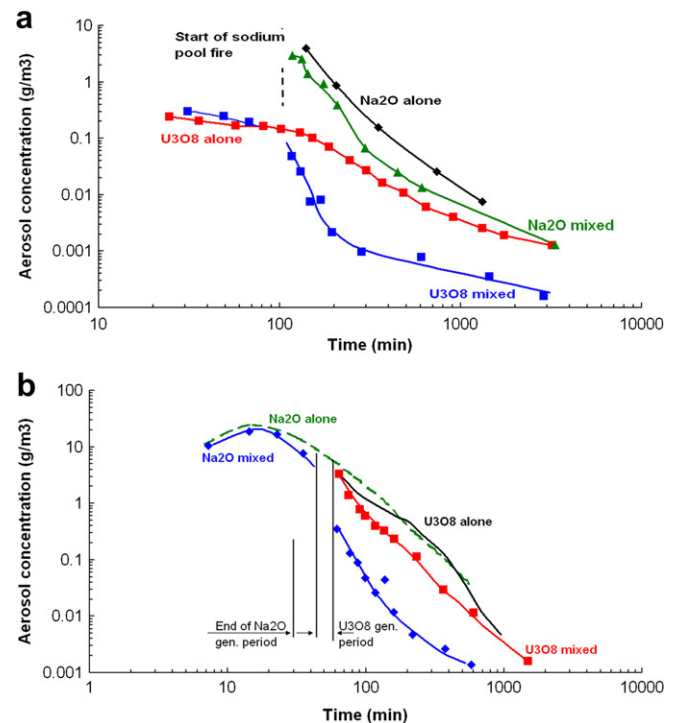 a
Aerosol concentration (g/m3)
10
1
0.1
0.01
0.001
0.0001
Start of sodium
pool fire
Na2O alone
U3O8 alone
Na2O mixed
U3O8 mixed
10
100
1000
10000
Time (min)
b
Aerosol concentration (g/m3)
100
10
1
0.1
0.01
0.001
Na2O alone
Na2O mixed
U3O8 alone
End of Na2O
gen. period
U3O8 gen.
period
U3O8 mixed
1
10
100
1000
10000
Time (min)